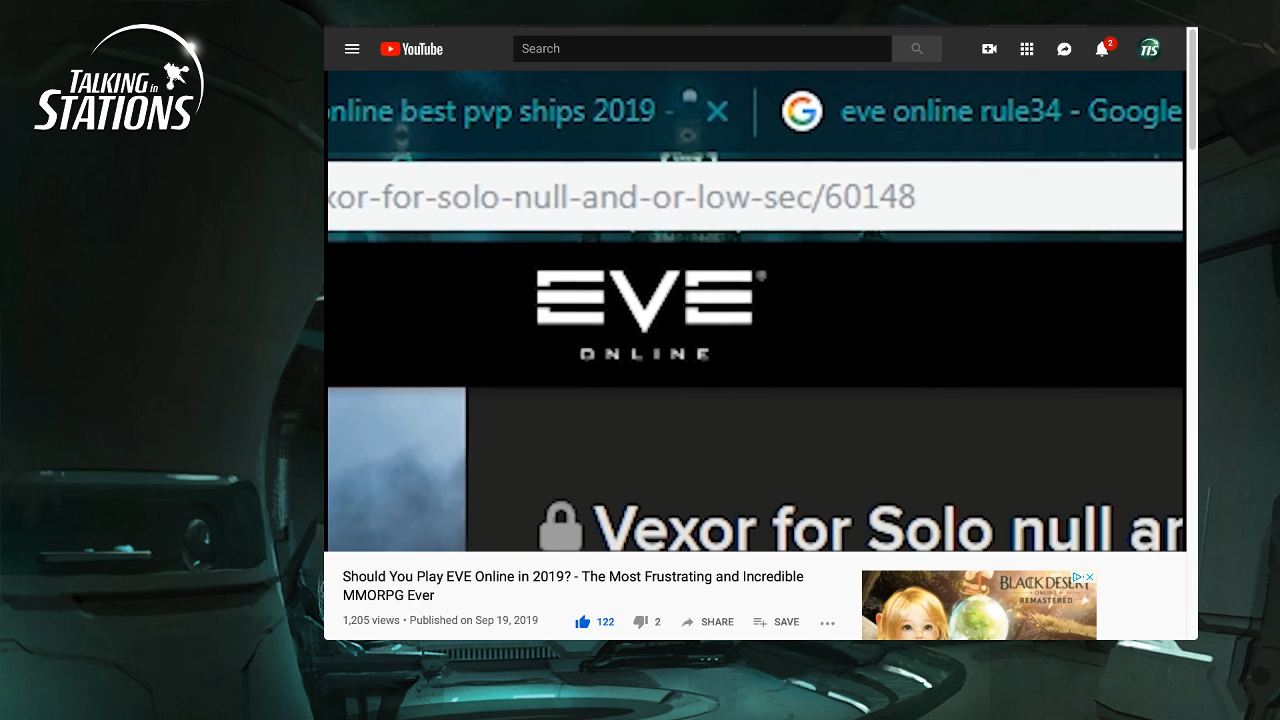 TALKING in
STATIONS
YouTube
Search
2
TIS
online best pvp ships 2019 -
eve online rule34 - Google
xor-for-solo-null-and-or-low-sec/60148
EVE
ONLINE
Vexor for Solo null ar
Should You Play EVE Online in 2019? - The Most Frustrating and Incredible
MMORPG Ever
1,205 views • Published on Sep 19, 2019
122
2
SHARE
SAVE
BLACK DESERT
ONLINE
REMASTERED